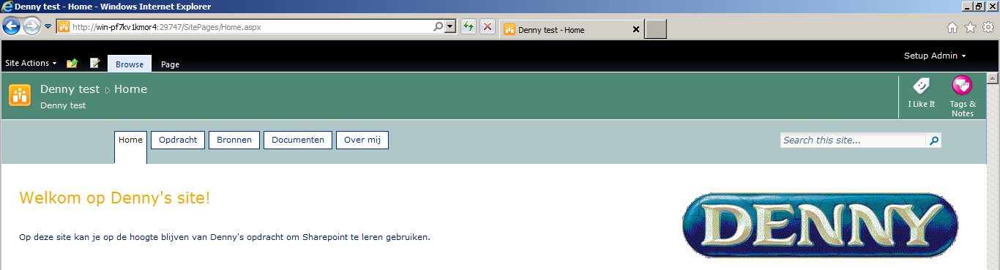 Denny test - Home - Windows Internet Explorer
http://win-pf7kv1kmor4:29747/SitePages/Home.aspx
Denny test - Home
Site Actions
Browse
Page
Setup Admin
Denny test
Home
Denny test
I Like It
Tags &
Notes
Home
Opdracht
Bronnen
Documenten
Over mij
Search this site...
Welkom op Denny's site!
DENNY
Op deze site kan je op de hoogte blijven van Denny's opdracht om Sharepoint te leren gebruiken.